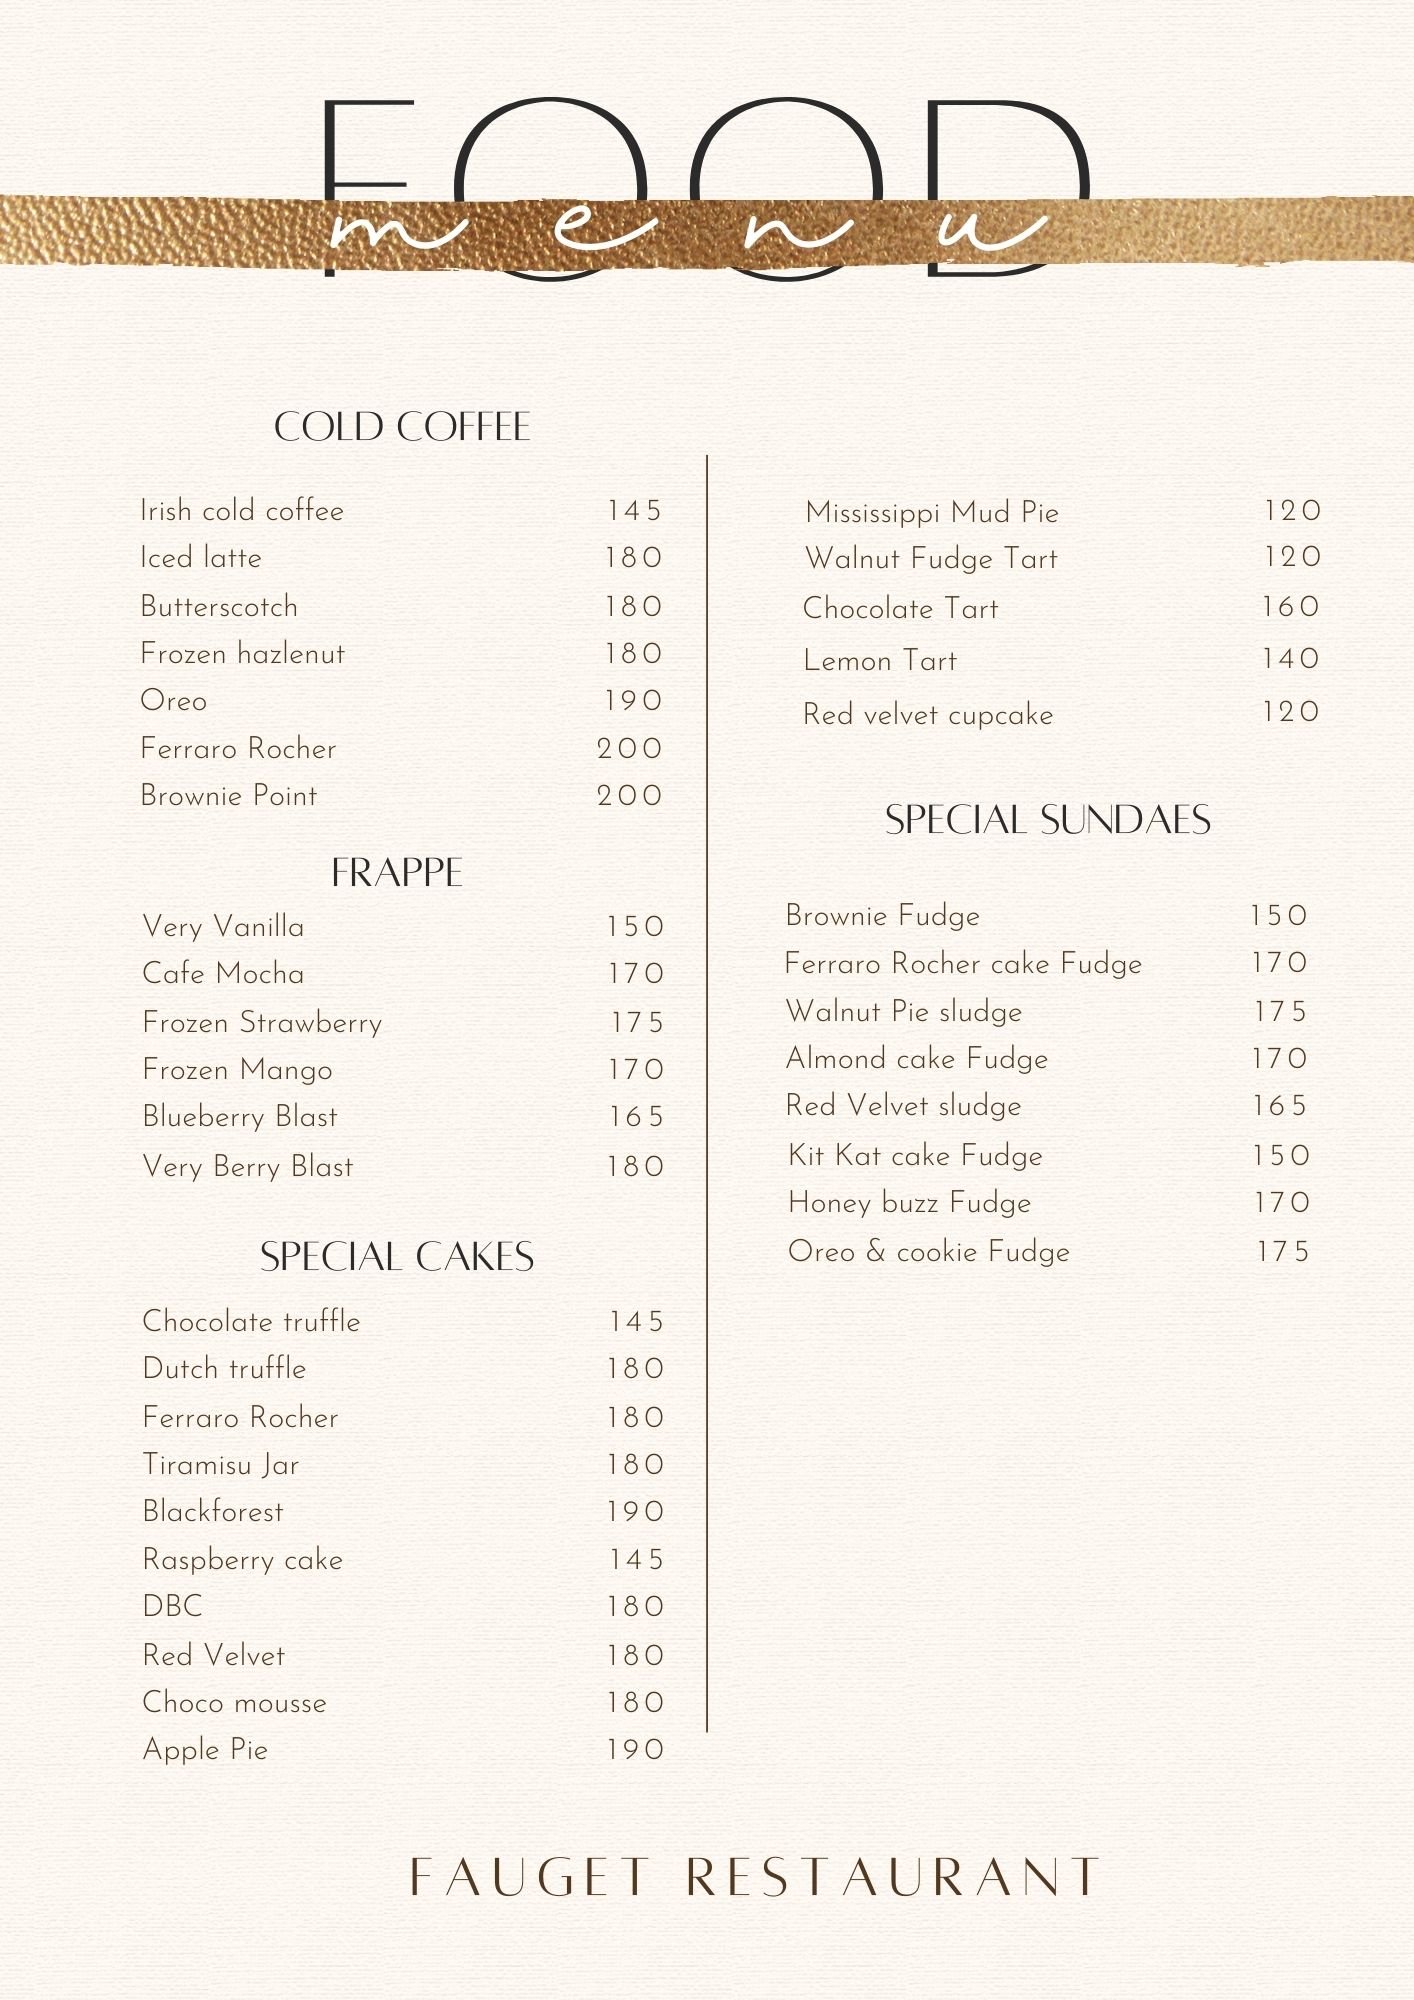 FOOD
menu
COLD COFFEE
Irish cold coffee 145
Iced latte 180
Butterscotch 180
Frozen hazlenut 180
Oreo 190
Ferraro Rocher 200
Brownie Point 200
FRAPPE
Very Vanilla 150
Cafe Mocha 170
Frozen Strawberry 175
Frozen Mango 170
Blueberry Blast 165
Very Berry Blast 180
SPECIAL CAKES
Chocolate truffle 145
Dutch truffle 180
Ferraro Rocher 180
Tiramisu Jar 180
Blackforest 190
Raspberry cake 145
DBC 180
Red Velvet 180
Choco mousse 180
Apple Pie 190
Mississippi Mud Pie 120
Walnut Fudge Tart 120
Chocolate Tart 160
Lemon Tart 140
Red velvet cupcake 120
SPECIAL SUNDAES
Brownie Fudge 150
Ferraro Rocher cake Fudge 170
Walnut Pie sludge 175
Almond cake Fudge 170
Red Velvet sludge 165
Kit Kat cake Fudge 150
Honey buzz Fudge 170
Oreo & cookie Fudge 175
FAUGET RESTAURANT